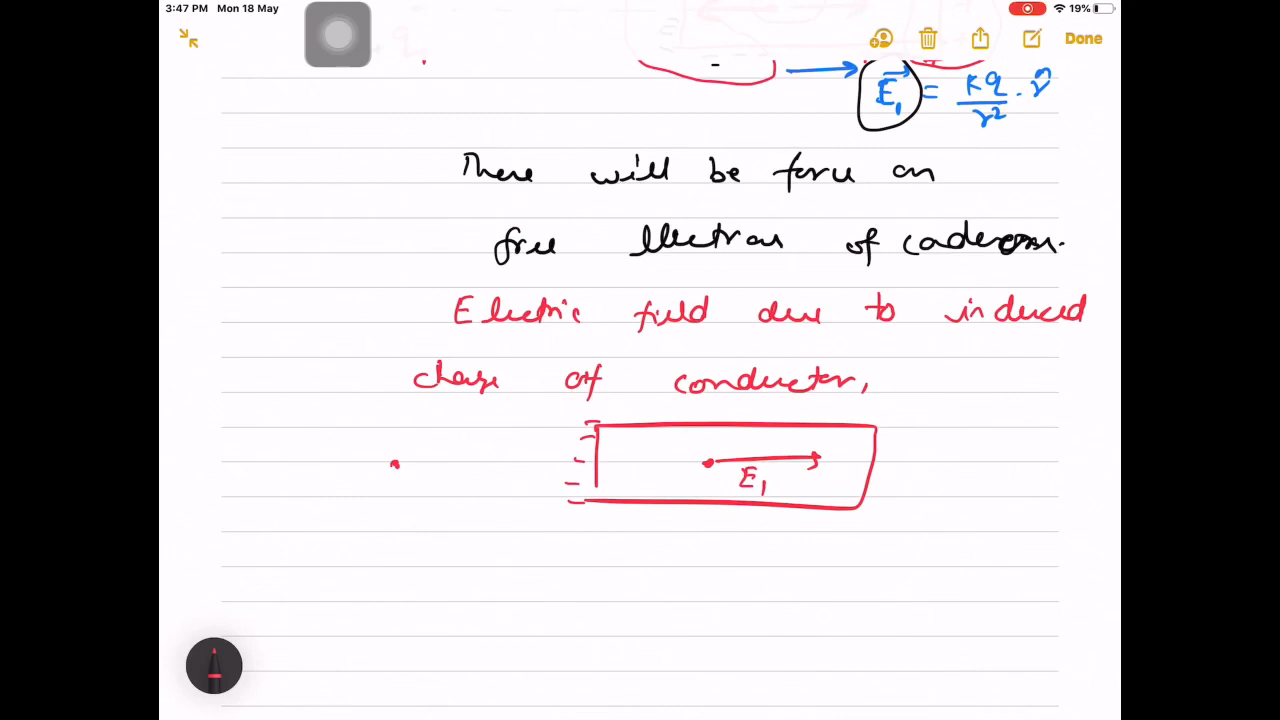 3:47 PM Mon 18 May
19%
Done
E₁ = kq/r² . r̂
There will be force on
free electrons of
Electric field due to induced
charge of conductor,
E₁